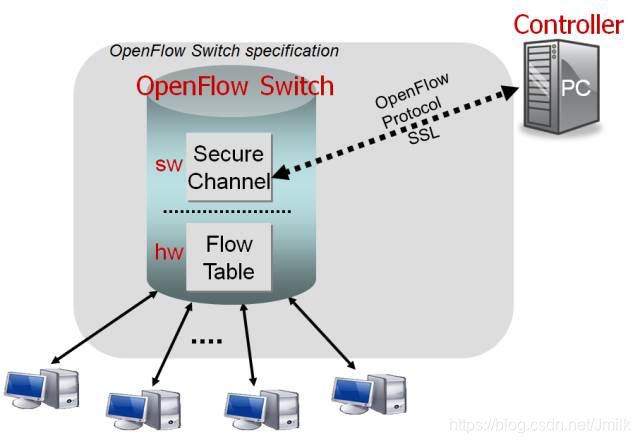 Controller
OpenFlow Switch specification
OpenFlow Switch
PC
OpenFlow
Protocol
SSL
sw
Secure
Channel
hw
Flow
Table
https://blog.csdn.net/Jmilk